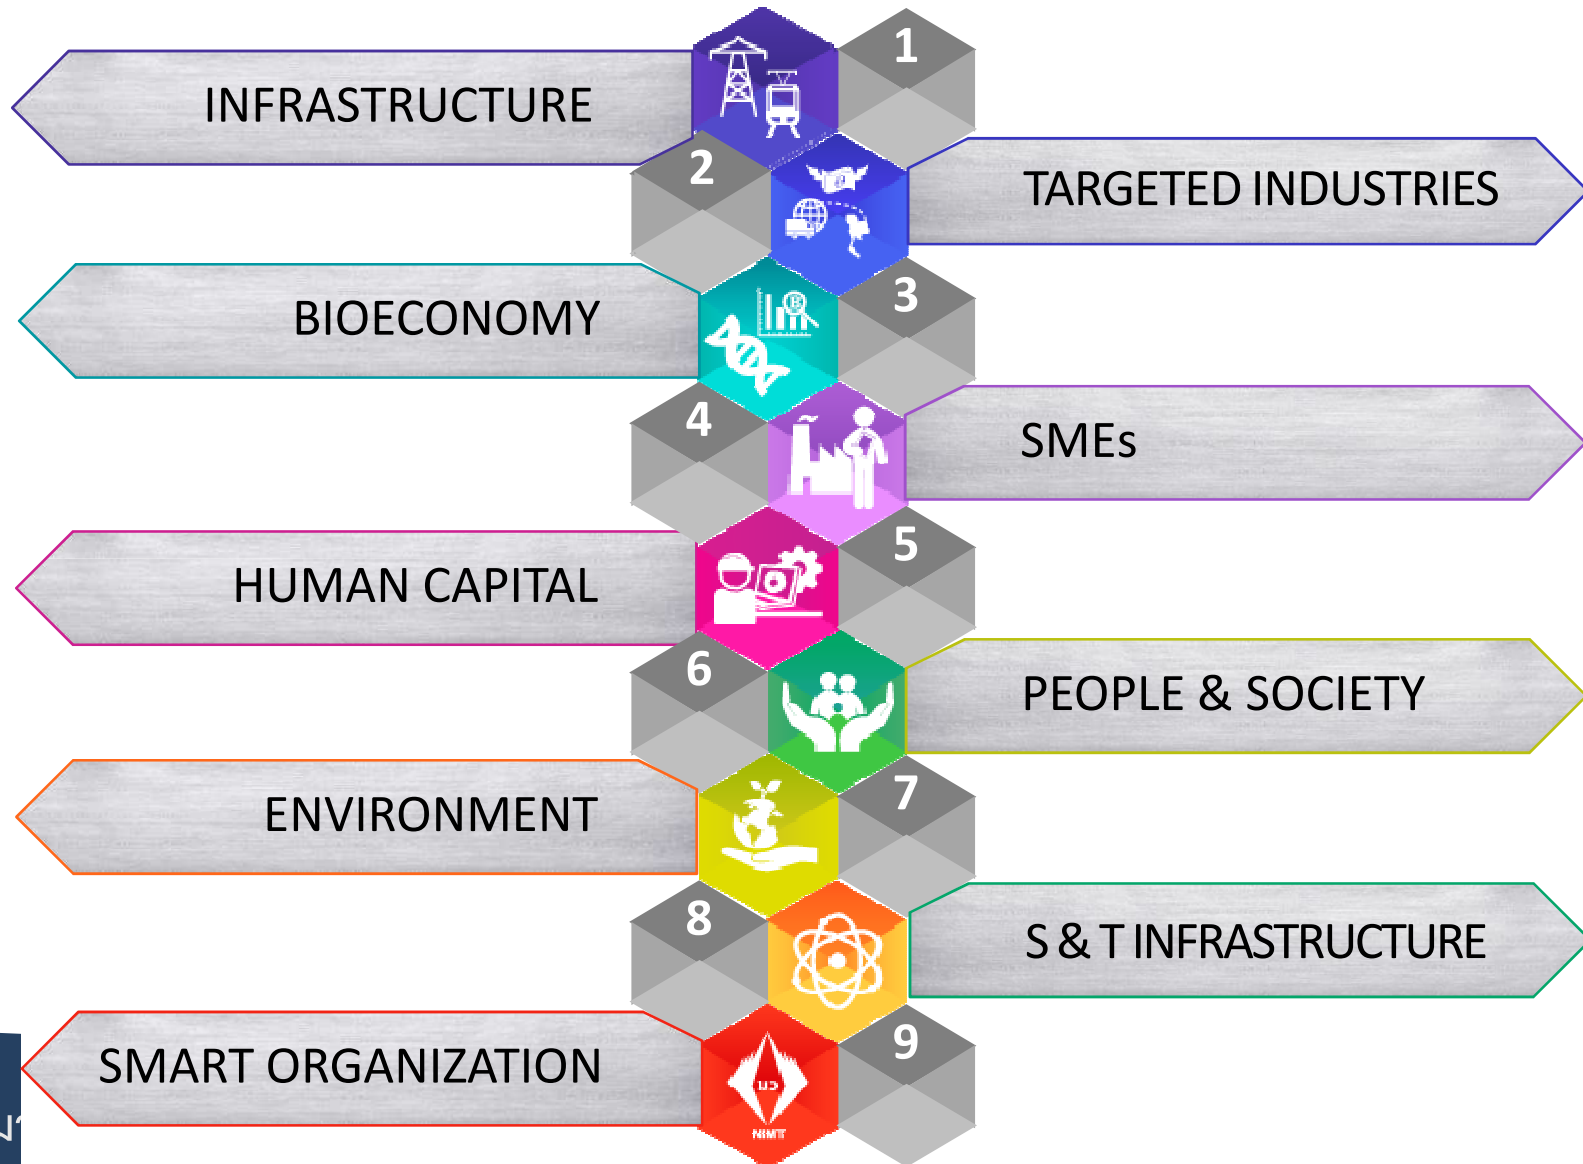 INFRASTRUCTURE
1
2
TARGETED INDUSTRIES
BIOECONOMY
3
4
SMEs
HUMAN CAPITAL
5
6
PEOPLE & SOCIETY
ENVIRONMENT
7
8
S & T INFRASTRUCTURE
SMART ORGANIZATION
9
NIMT